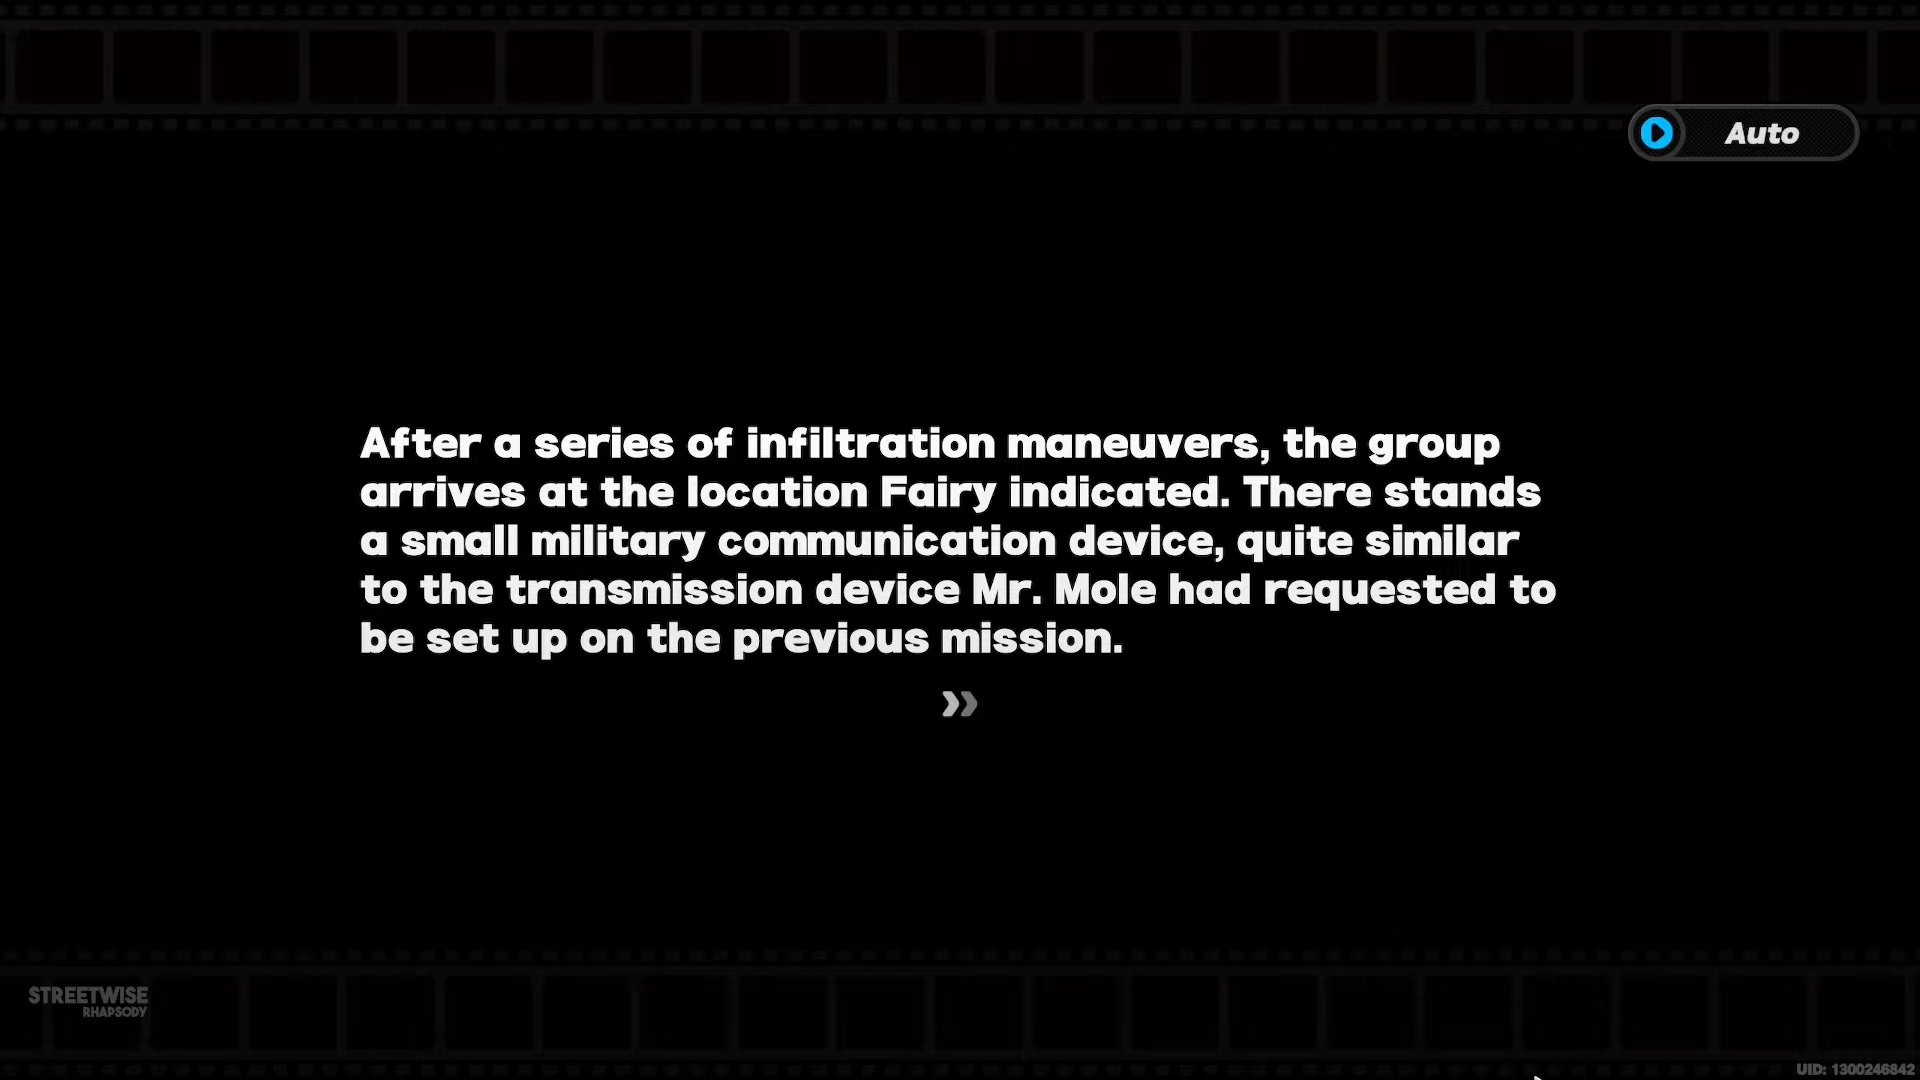 Auto
After a series of infiltration maneuvers, the group
arrives at the location Fairy indicated. There stands
a small military communication device, quite similar
to the transmission device Mr. Mole had requested to
be set up on the previous mission.
STREETWISE
RHAPSODY
UID: 1300246842